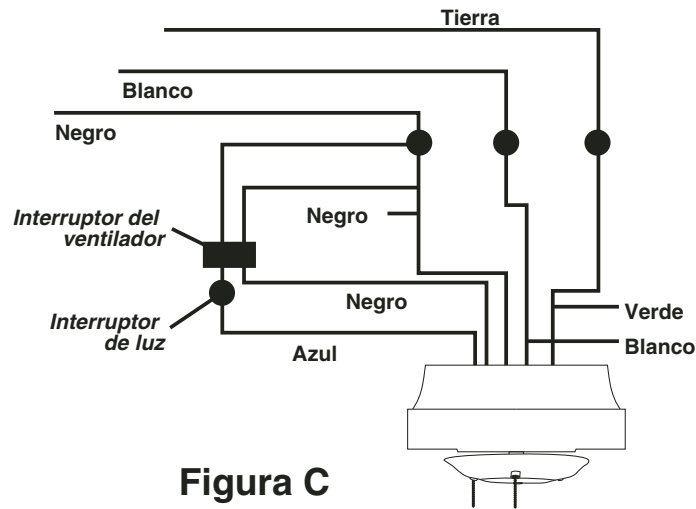 Tierra
Blanco
Negro
Interruptor del
ventilador
Negro
Negro
Interruptor
de luz
Azul
Verde
Blanco
Figura C